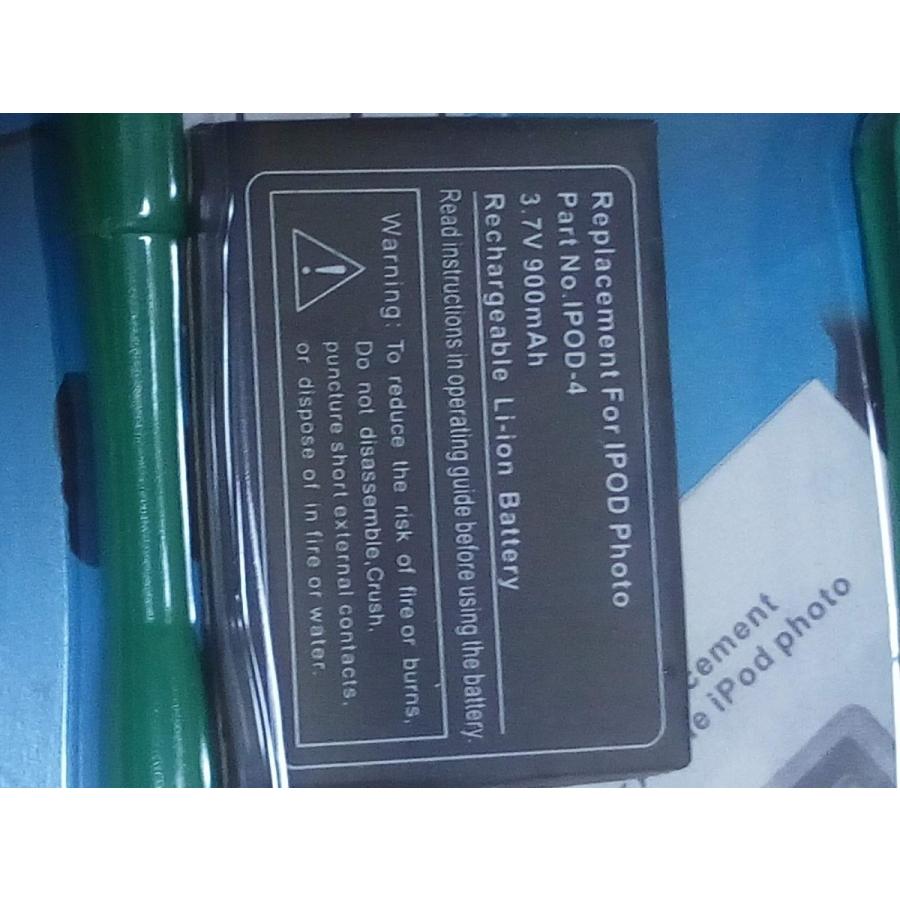 Replacement For IPOD Photo
Part No.IPOD-4
3.7V 900mAh
Rechargeable Li-ion Battery
Read instructions in operating guide before using the battery.
Warning: To reduce the risk of fire or burns,
Do not disassemble,Crush,
puncture short external contacts,
or dispose of in fire or water.
cement
iPod photo